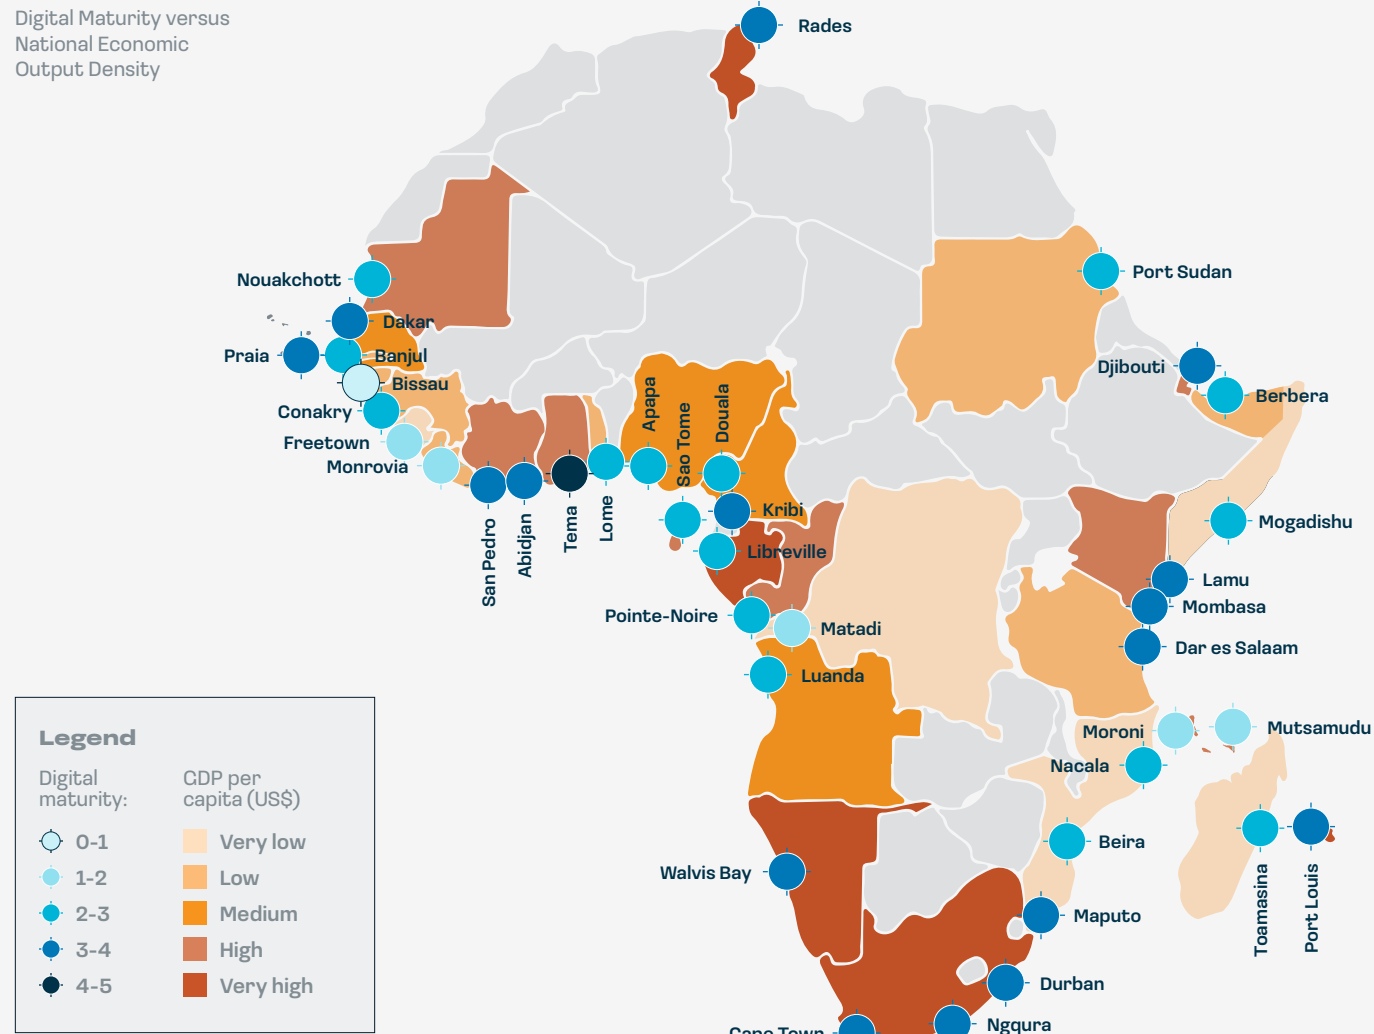 Digital Maturity versus
National Economic
Output Density
Rades
Nouakchott
Port Sudan
Dakar
Praia
Banjul
Djibouti
Bissau
Berbera
Conakry
Apapa
Sao Tome
Douala
Freetown
Monrovia
San Pedro
Abidjan
Tema
Lome
Kribi
Mogadishu
Libreville
Lamu
Mombasa
Pointe-Noire
Matadi
Dar es Salaam
Luanda
Moroni
Mutsamudu
Nacala
Beira
Walvis Bay
Toamasina
Port Louis
Maputo
Durban
Ngqura
Cape Town
Legend
Digital
maturity:
GDP per
capita (US$)
0-1
Very low
1-2
Low
2-3
Medium
3-4
High
4-5
Very high